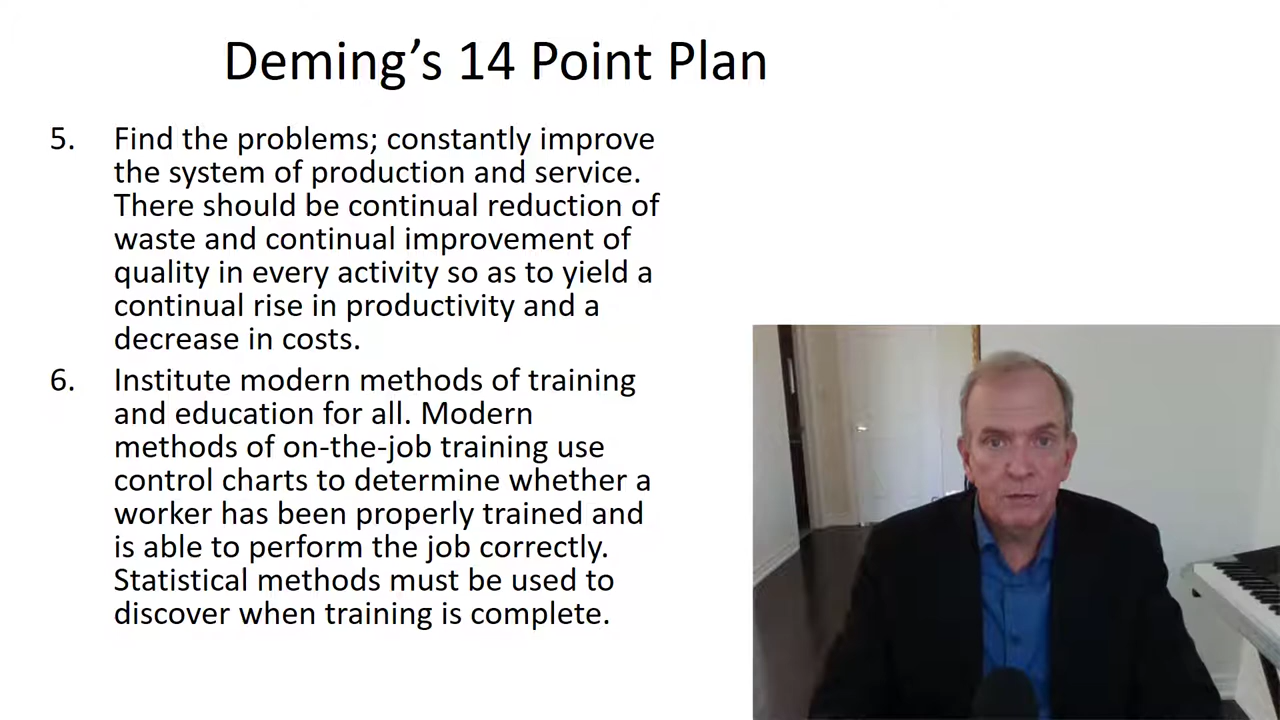 Deming’s 14 Point Plan
5. Find the problems; constantly improve
the system of production and service.
There should be continual reduction of
waste and continual improvement of
quality in every activity so as to yield a
continual rise in productivity and a
decrease in costs.
6. Institute modern methods of training
and education for all. Modern
methods of on-the-job training use
control charts to determine whether a
worker has been properly trained and
is able to perform the job correctly.
Statistical methods must be used to
discover when training is complete.